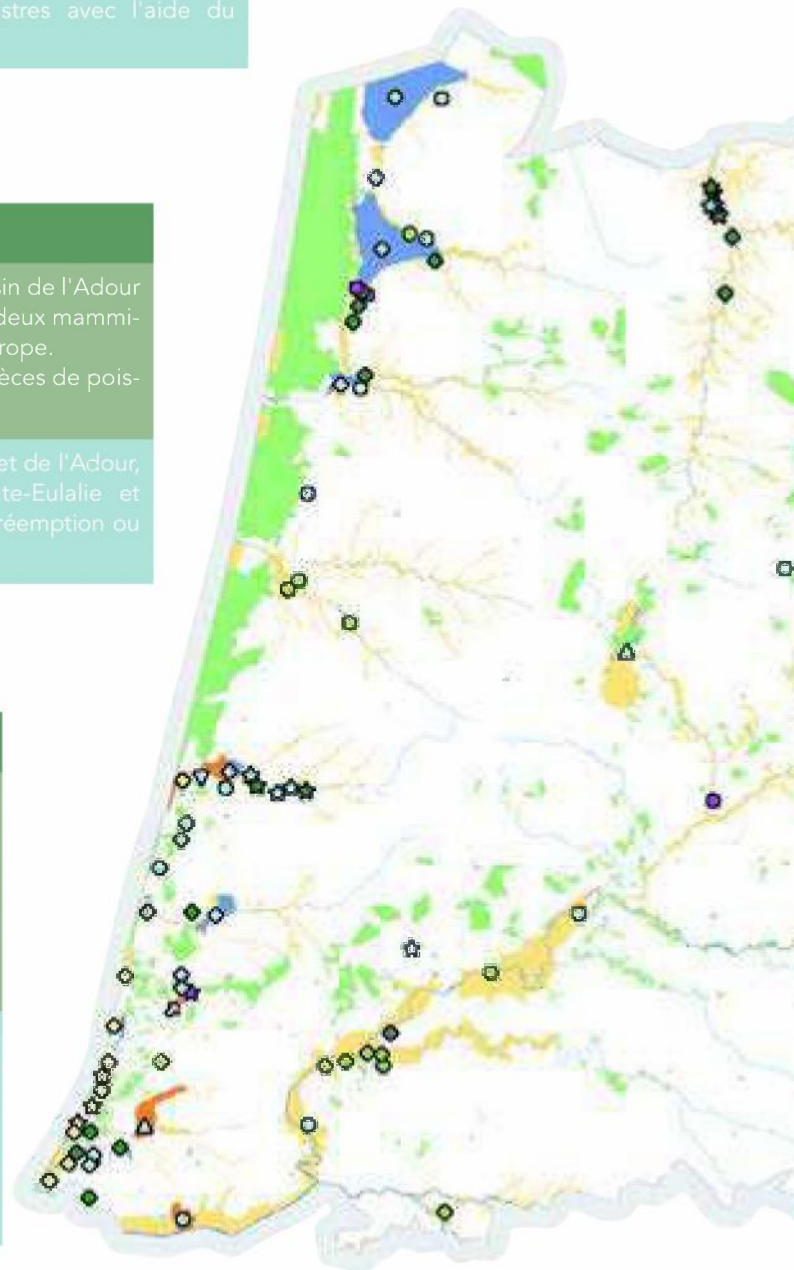 stres avec l'aide du
sin de l'Adour
deux mammi-
rope.
èces de pois-
et de l'Adour,
te-Eulalie et
réemption ou